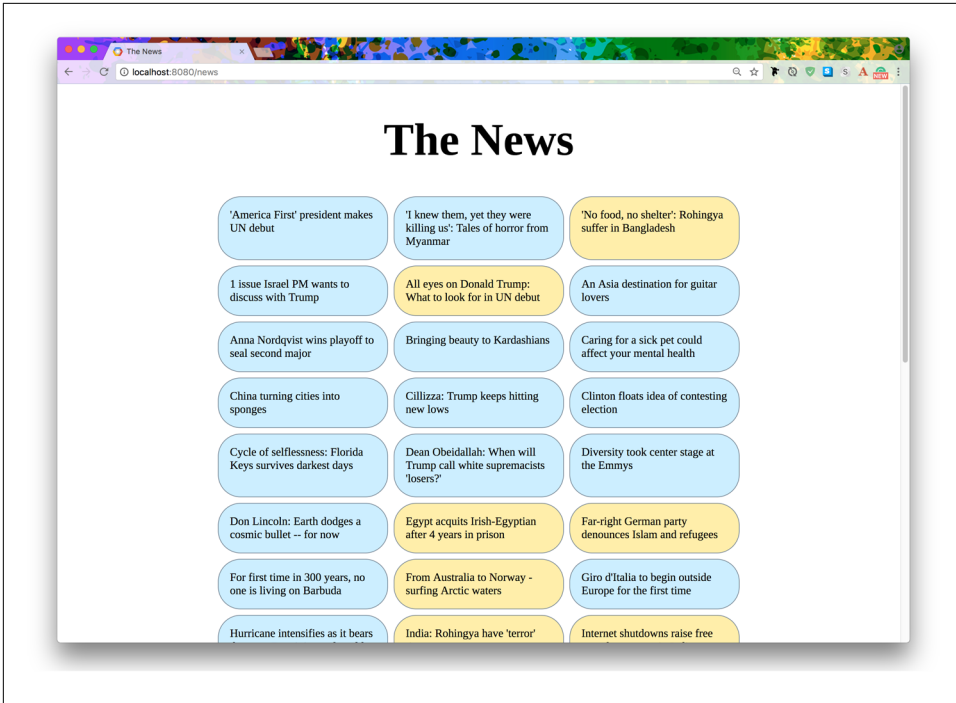 The News
localhost:8080/news
S
A
NEW
The News
'America First' president makes
UN debut
'I knew them, yet they were
killing us': Tales of horror from
Myanmar
'No food, no shelter': Rohingya
suffer in Bangladesh
1 issue Israel PM wants to
discuss with Trump
All eyes on Donald Trump:
What to look for in UN debut
An Asia destination for guitar
lovers
Anna Nordqvist wins playoff to
seal second major
Bringing beauty to Kardashians
Caring for a sick pet could
affect your mental health
China turning cities into
sponges
Cillizza: Trump keeps hitting
new lows
Clinton floats idea of contesting
election
Cycle of selflessness: Florida
Keys survives darkest days
Dean Obeidallah: When will
Trump call white supremacists
'losers?'
Diversity took center stage at
the Emmys
Don Lincoln: Earth dodges a
cosmic bullet -- for now
Egypt acquits Irish-Egyptian
after 4 years in prison
Far-right German party
denounces Islam and refugees
For first time in 300 years, no
one is living on Barbuda
From Australia to Norway -
surfing Arctic waters
Giro d'Italia to begin outside
Europe for the first time
Hurricane intensifies as it bears
India: Rohingya have 'terror'
Internet shutdowns raise free